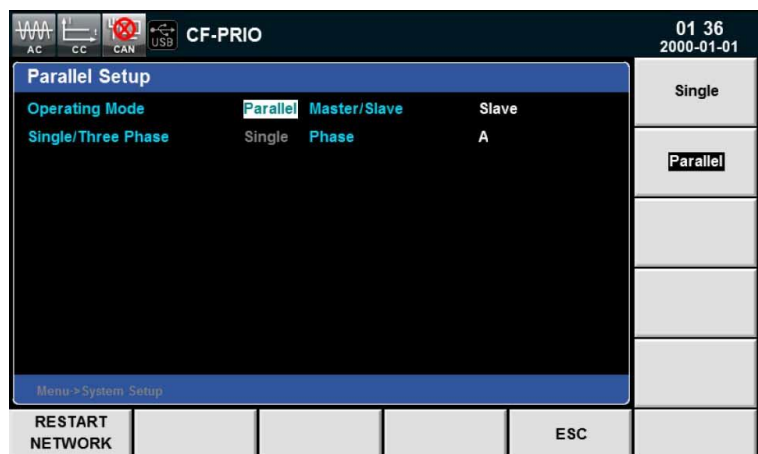 AC CC CAN USB CF-PRIO 01 36
2000-01-01
Parallel Setup
Operating Mode Parallel Master/Slave Slave
Single/Three Phase Single Phase A
Menu->System Setup
Single
Parallel
RESTART
NETWORK
ESC